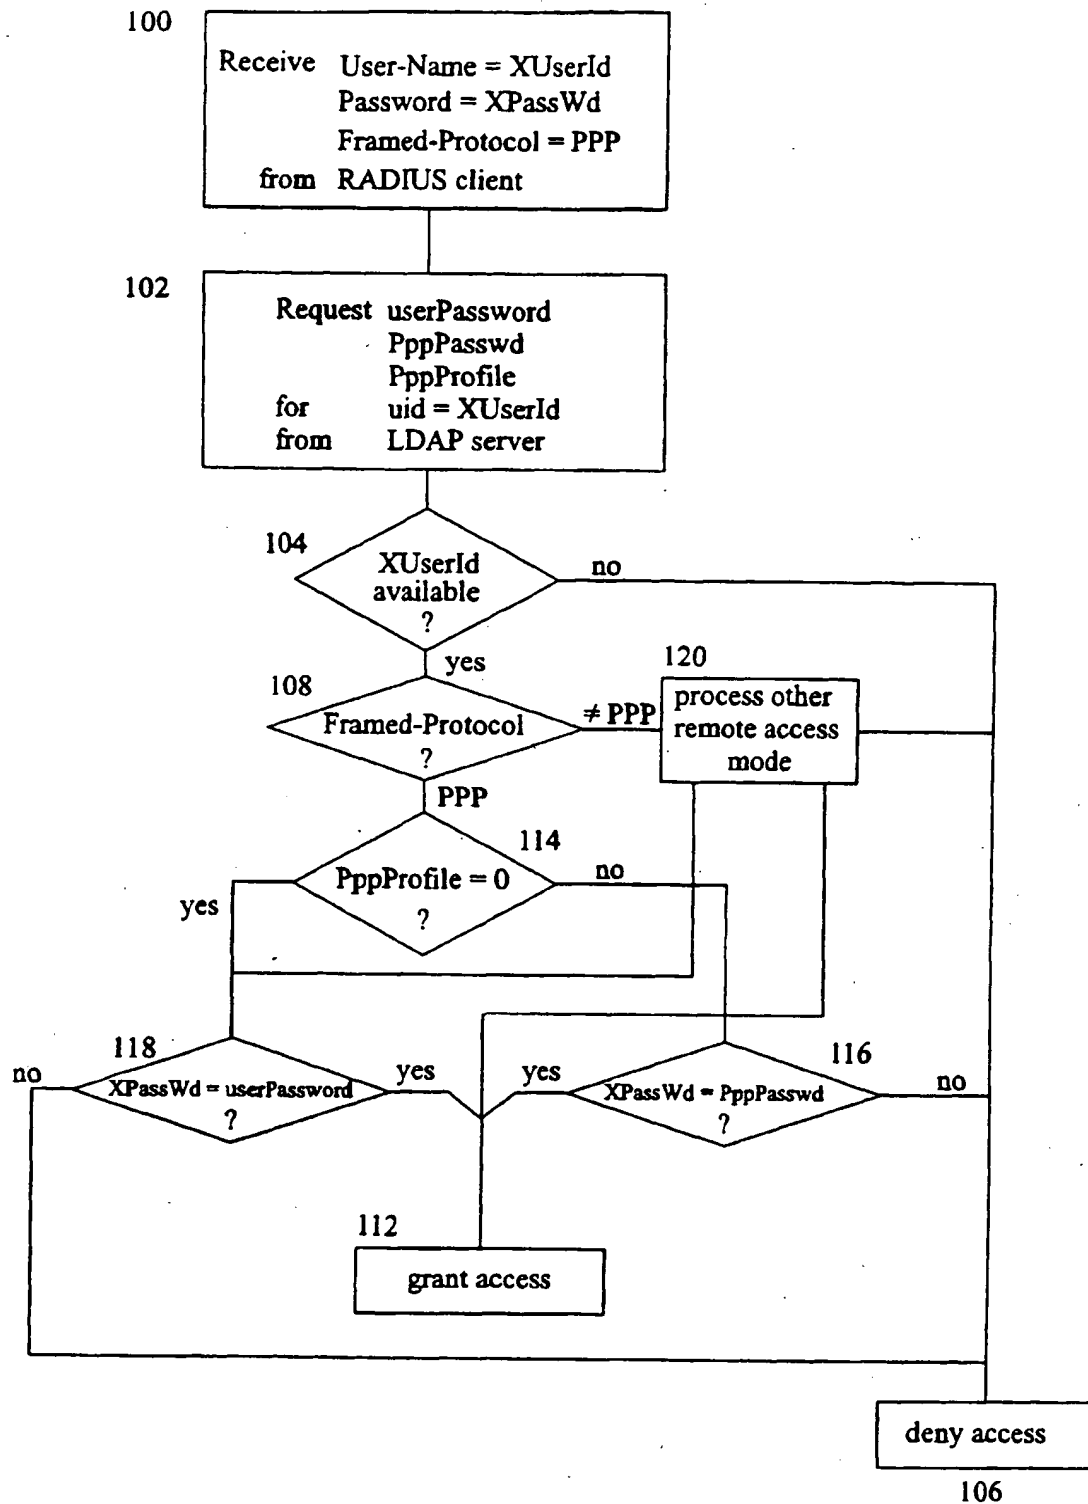 100
Receive User-Name = XUserId
Password = XPassWd
Framed-Protocol = PPP
from RADIUS client
102
Request userPassword
PppPasswd
PppProfile
for uid = XUserId
from LDAP server
104
XUserId
available
?
no
yes
108
Framed-Protocol
?
≠ PPP
120
process other
remote access
mode
PPP
114
PppProfile = 0
?
no
yes
118
no
XPassWd = userPassword
?
yes
yes
116
XPassWd = PppPasswd
?
no
112
grant access
deny access
106